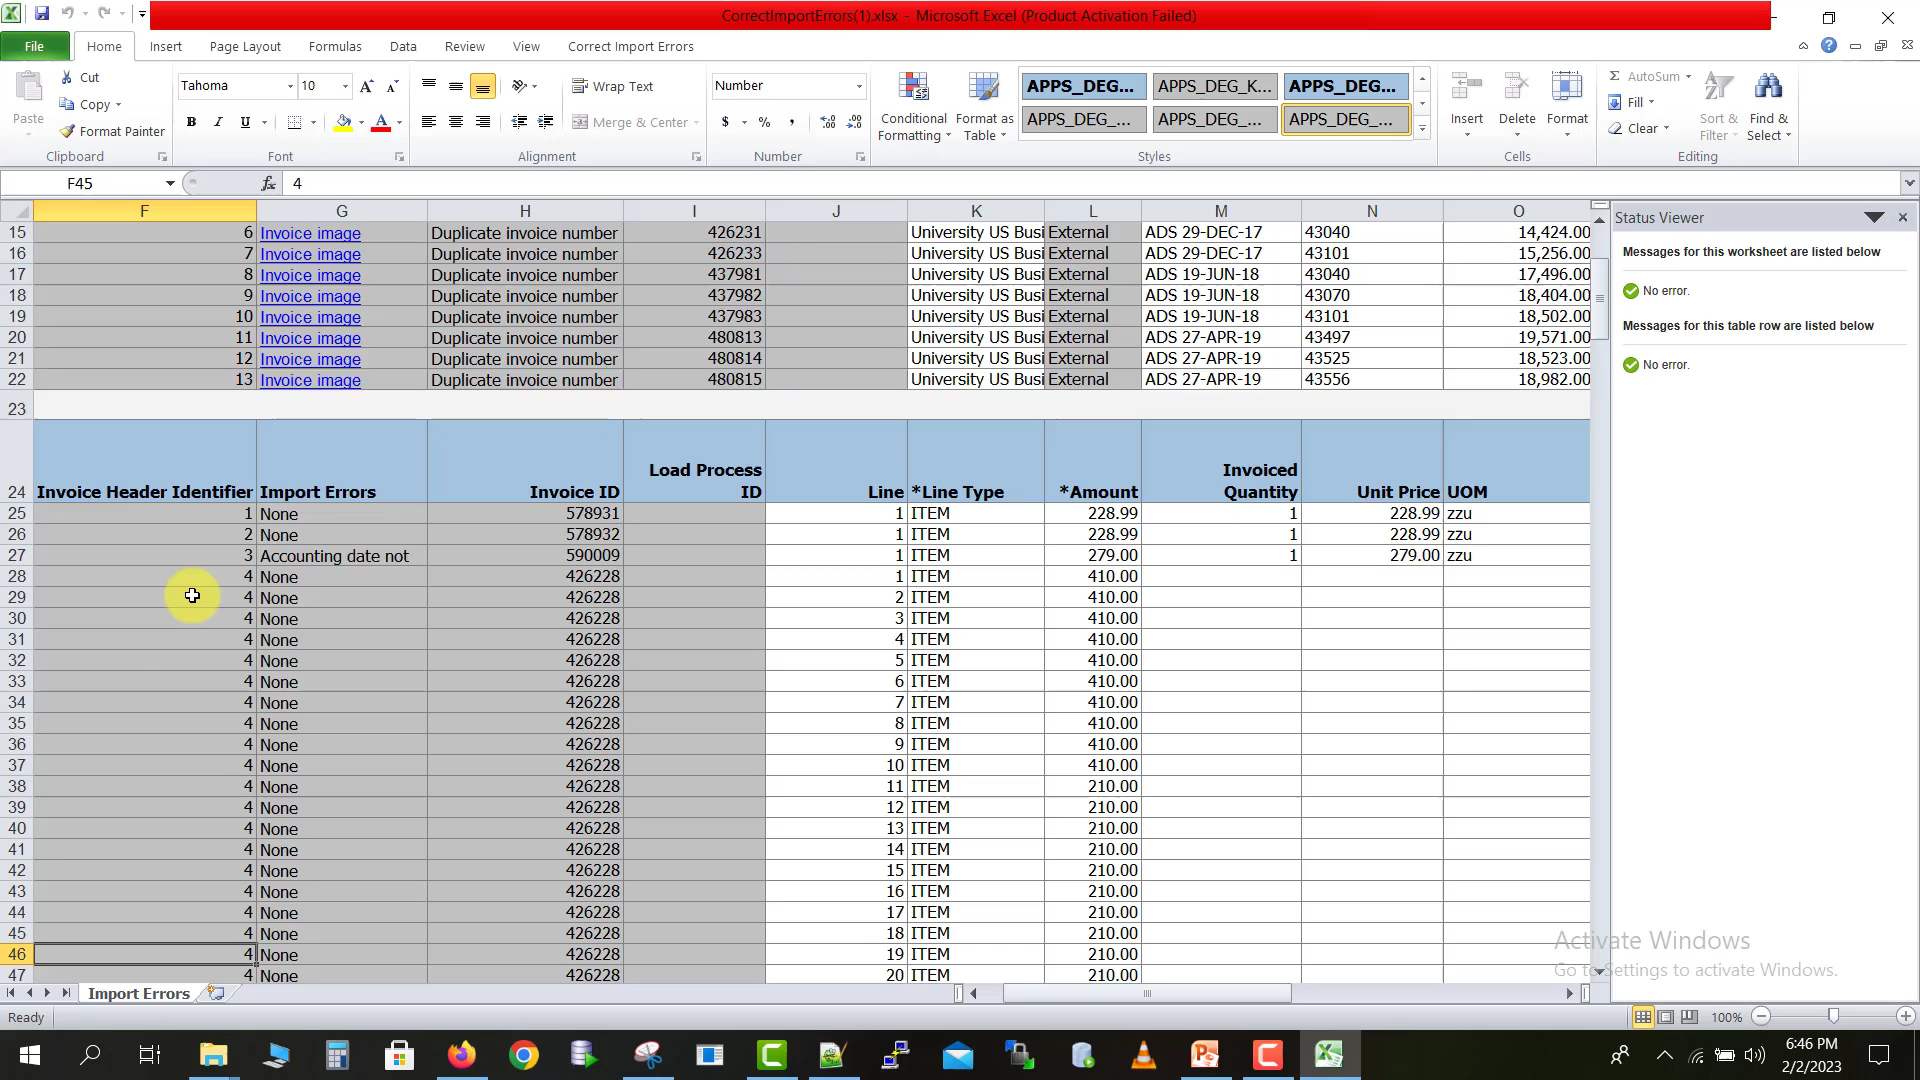 CorrectImportErrors(1).xlsx - Microsoft Excel (Product Activation Failed)
File Home Insert Page Layout Formulas Data Review View Correct Import Errors
Paste Cut Copy Format Painter Clipboard
Tahoma 10 A A B I U A Font
Wrap Text Merge & Center Alignment
Number $ % , Number
Conditional Formatting Format as Table
APPS_DEG... APPS_DEG_K... APPS_DEG...
APPS_DEG_... APPS_DEG_... APPS_DEG_...
Styles
Insert Delete Format Cells
Σ AutoSum Fill Clear Sort & Filter Find & Select Editing
F45 fx 4
F G H I J K L M N O
15 6 Invoice image Duplicate invoice number 426231 University US Busi External ADS 29-DEC-17 43040 14,424.00
16 7 Invoice image Duplicate invoice number 426233 University US Busi External ADS 29-DEC-17 43101 15,256.00
17 8 Invoice image Duplicate invoice number 437981 University US Busi External ADS 19-JUN-18 43040 17,496.00
18 9 Invoice image Duplicate invoice number 437982 University US Busi External ADS 19-JUN-18 43070 18,404.00
19 10 Invoice image Duplicate invoice number 437983 University US Busi External ADS 19-JUN-18 43101 18,502.00
20 11 Invoice image Duplicate invoice number 480813 University US Busi External ADS 27-APR-19 43497 19,571.00
21 12 Invoice image Duplicate invoice number 480814 University US Busi External ADS 27-APR-19 43525 18,523.00
22 13 Invoice image Duplicate invoice number 480815 University US Busi External ADS 27-APR-19 43556 18,982.00
23
24 Invoice Header Identifier Import Errors Invoice ID Load Process ID Line *Line Type *Amount Invoiced Quantity Unit Price UOM
25 1 None 578931 1 ITEM 228.99 1 228.99 zzu
26 2 None 578932 1 ITEM 228.99 1 228.99 zzu
27 3 Accounting date not 590009 1 ITEM 279.00 1 279.00 zzu
28 4 None 426228 1 ITEM 410.00
29 4 None 426228 2 ITEM 410.00
30 4 None 426228 3 ITEM 410.00
31 4 None 426228 4 ITEM 410.00
32 4 None 426228 5 ITEM 410.00
33 4 None 426228 6 ITEM 410.00
34 4 None 426228 7 ITEM 410.00
35 4 None 426228 8 ITEM 410.00
36 4 None 426228 9 ITEM 410.00
37 4 None 426228 10 ITEM 410.00
38 4 None 426228 11 ITEM 210.00
39 4 None 426228 12 ITEM 210.00
40 4 None 426228 13 ITEM 210.00
41 4 None 426228 14 ITEM 210.00
42 4 None 426228 15 ITEM 210.00
43 4 None 426228 16 ITEM 210.00
44 4 None 426228 17 ITEM 210.00
45 4 None 426228 18 ITEM 210.00
46 4 None 426228 19 ITEM 210.00
47 4 None 426228 20 ITEM 210.00
Status Viewer
Messages for this worksheet are listed below
No error.
Messages for this table row are listed below
No error.
Activate Windows
Go to Settings to activate Windows.
Import Errors
Ready 100%
6:46 PM
2/2/2023